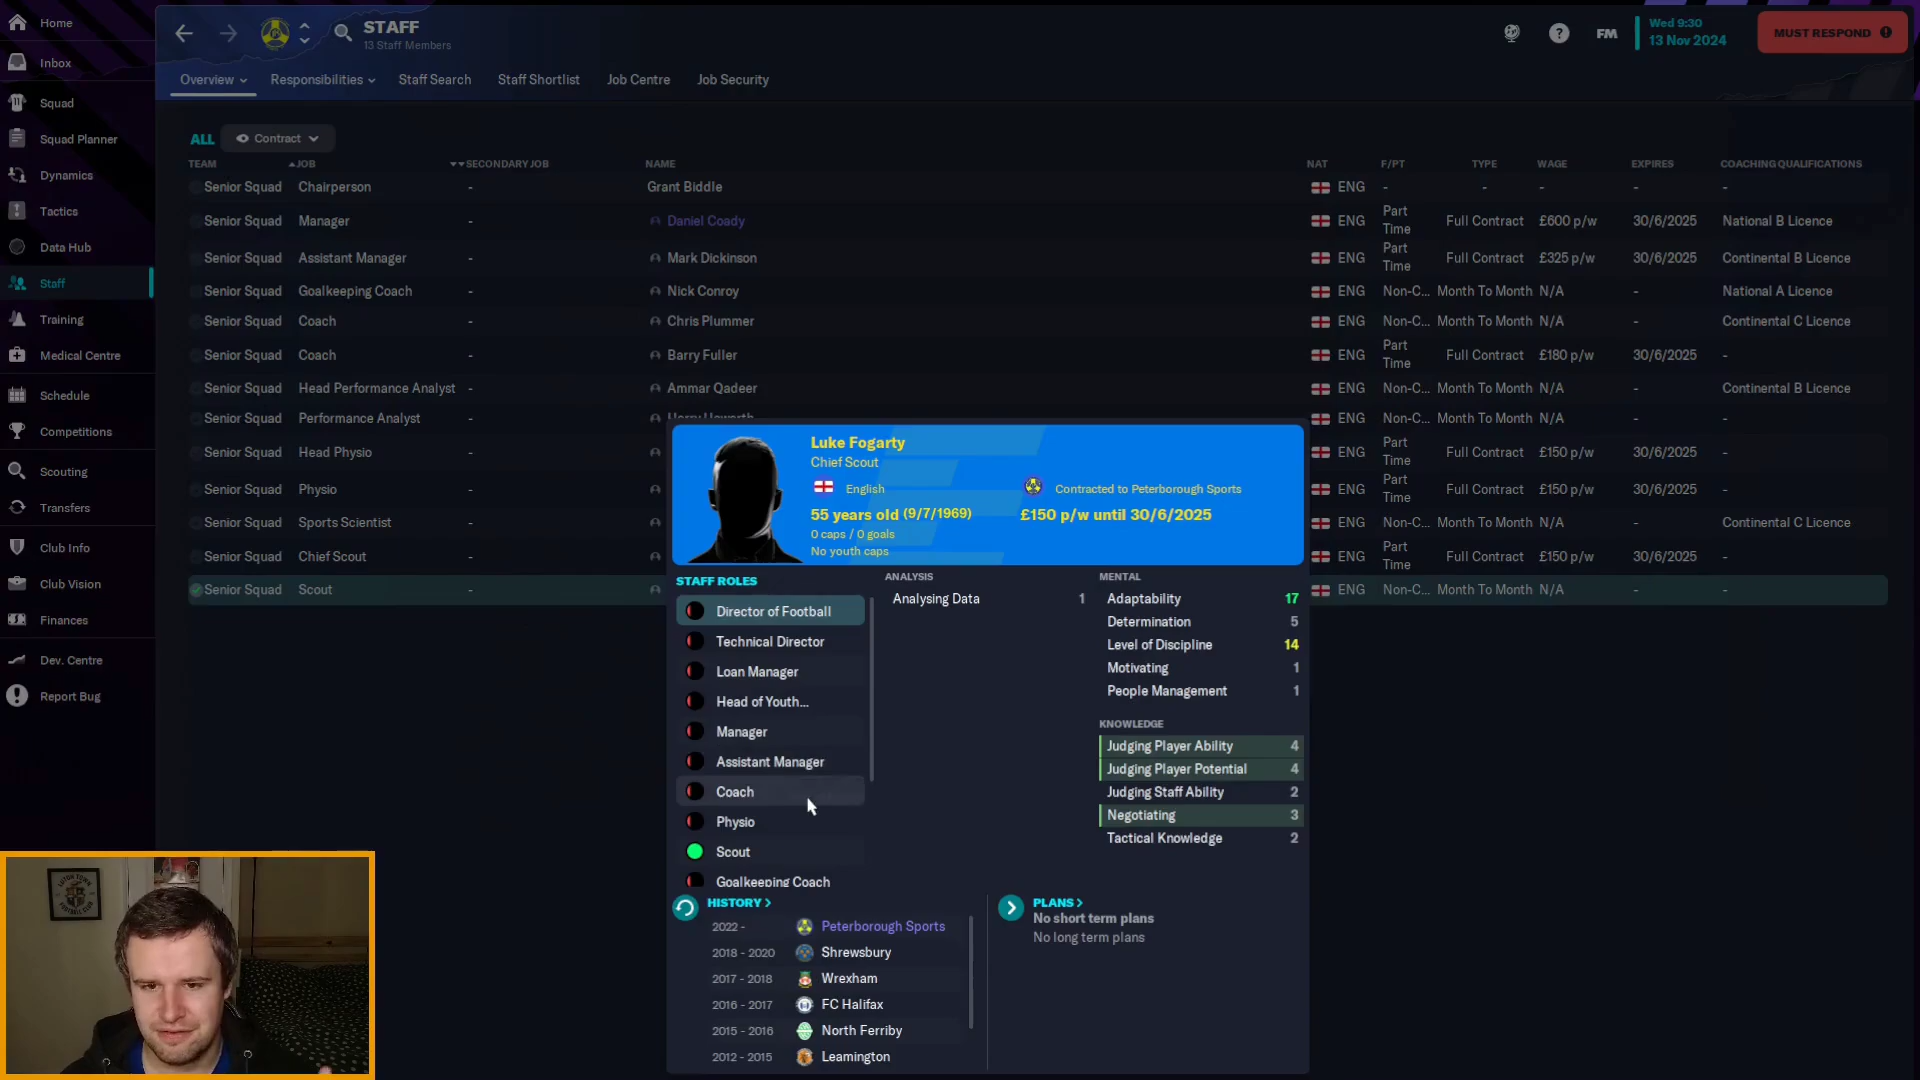 Home
Inbox
Squad
Squad Planner
Dynamics
Tactics
Data Hub
Staff
Training
Medical Centre
Schedule
Competitions
Scouting
Transfers
Club Info
Club Vision
Finances
Dev. Centre
Report Bug
STAFF
13 Staff Members
FM
Wed 9:30
13 Nov 2024
MUST RESPOND
Overview Responsibilities Staff Search Staff Shortlist Job Centre Job Security
ALL Contract
TEAM JOB SECONDARY JOB NAME NAT F/PT TYPE WAGE EXPIRES COACHING QUALIFICATIONS
Senior Squad Chairperson - Grant Biddle ENG - - - - -
Senior Squad Manager - Daniel Coady ENG Part Time Full Contract £600 p/w 30/6/2025 National B Licence
Senior Squad Assistant Manager - Mark Dickinson ENG Part Time Full Contract £325 p/w 30/6/2025 Continental B Licence
Senior Squad Goalkeeping Coach - Nick Conroy ENG Non-C... Month To Month N/A - National A Licence
Senior Squad Coach - Chris Plummer ENG Non-C... Month To Month N/A - Continental C Licence
Senior Squad Coach - Barry Fuller ENG Part Time Full Contract £180 p/w 30/6/2025 -
Senior Squad Head Performance Analyst - Ammar Qadeer ENG Non-C... Month To Month N/A - Continental B Licence
Senior Squad Performance Analyst - ENG Non-C... Month To Month N/A - -
Senior Squad Head Physio - ENG Part Time Full Contract £150 p/w 30/6/2025 -
Senior Squad Physio - ENG Part Time Full Contract £150 p/w 30/6/2025 -
Senior Squad Sports Scientist - ENG Non-C... Month To Month N/A - Continental C Licence
Senior Squad Chief Scout - ENG Part Time Full Contract £150 p/w 30/6/2025 -
Senior Squad Scout - ENG Non-C... Month To Month N/A - -
Luke Fogarty
Chief Scout
English Contracted to Peterborough Sports
55 years old (9/7/1969) £150 p/w until 30/6/2025
0 caps / 0 goals
No youth caps
STAFF ROLES
Director of Football
Technical Director
Loan Manager
Head of Youth...
Manager
Assistant Manager
Coach
Physio
Scout
Goalkeeping Coach
ANALYSIS
Analysing Data 1
MENTAL
Adaptability 17
Determination 5
Level of Discipline 14
Motivating 1
People Management 1
KNOWLEDGE
Judging Player Ability 4
Judging Player Potential 4
Judging Staff Ability 2
Negotiating 3
Tactical Knowledge 2
HISTORY >
2022 - Peterborough Sports
2018 - 2020 Shrewsbury
2017 - 2018 Wrexham
2016 - 2017 FC Halifax
2015 - 2016 North Ferriby
2012 - 2015 Leamington
PLANS >
No short term plans
No long term plans